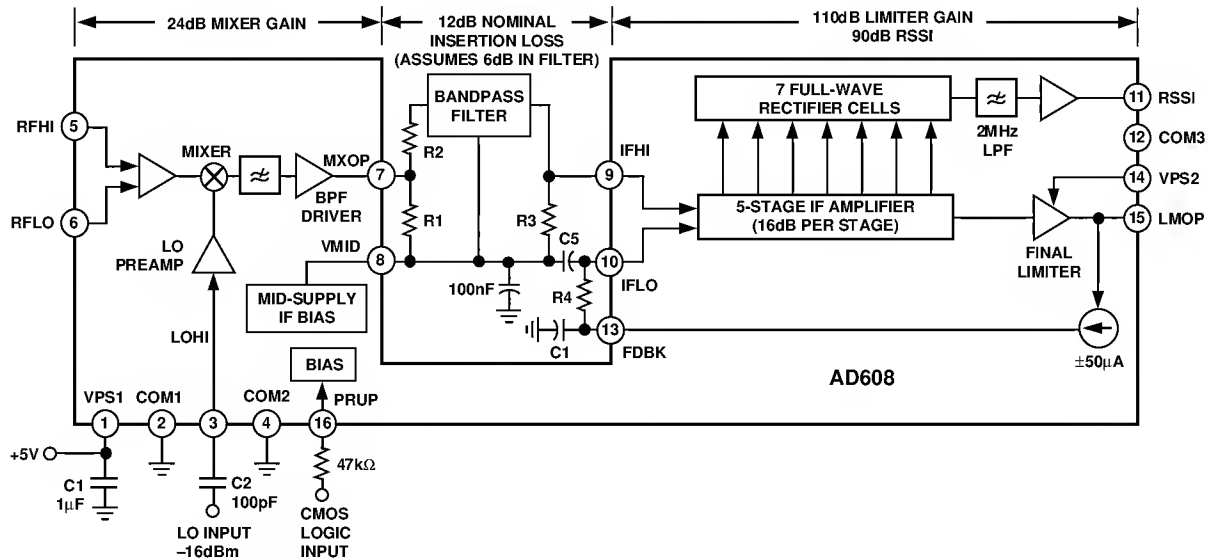 24dB MIXER GAIN
12dB NOMINAL
INSERTION LOSS
(ASSUMES 6dB IN FILTER)
110dB LIMITER GAIN
90dB RSSI
RFHI
5
RFLO
6
MIXER
LO
PREAMP
LOHI
BPF
DRIVER
MXOP
7
VMID
8
MID-SUPPLY
IF BIAS
BANDPASS
FILTER
R2
R1
R3
C5
100nF
R4
C1
IFHI
9
10
IFLO
13
FDBK
7 FULL-WAVE
RECTIFIER CELLS
2MHz
LPF
5-STAGE IF AMPLIFIER
(16dB PER STAGE)
FINAL
LIMITER
11
RSSI
12
COM3
14
VPS2
15
LMOP
±50µA
AD608
BIAS
PRUP
VPS1
COM1
COM2
1
2
3
4
16
+5V
C1
1µF
C2
100pF
47kΩ
LO INPUT
–16dBm
CMOS
LOGIC
INPUT